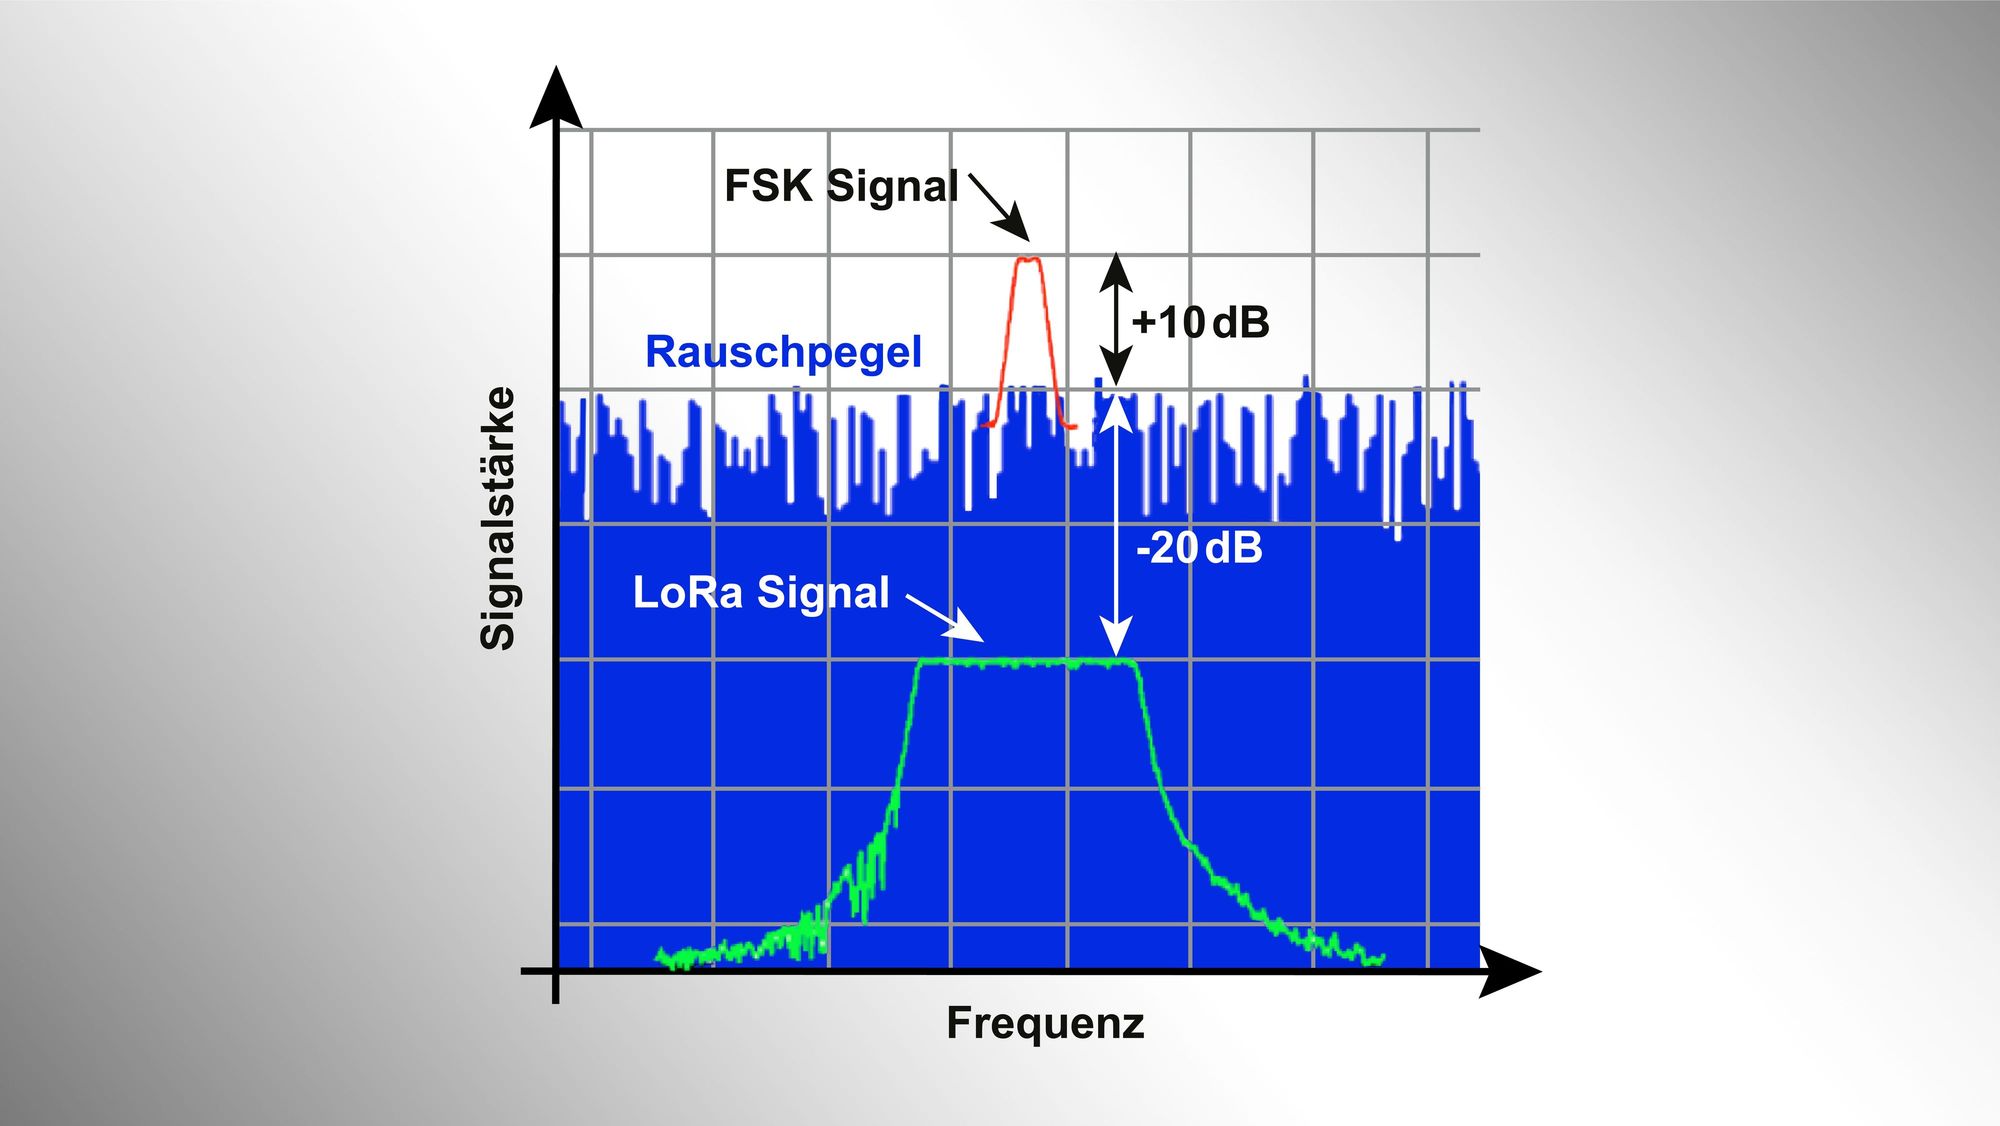 FSK Signal
+10 dB
Rauschpegel
Signalstärke
-20 dB
LoRa Signal
Frequenz